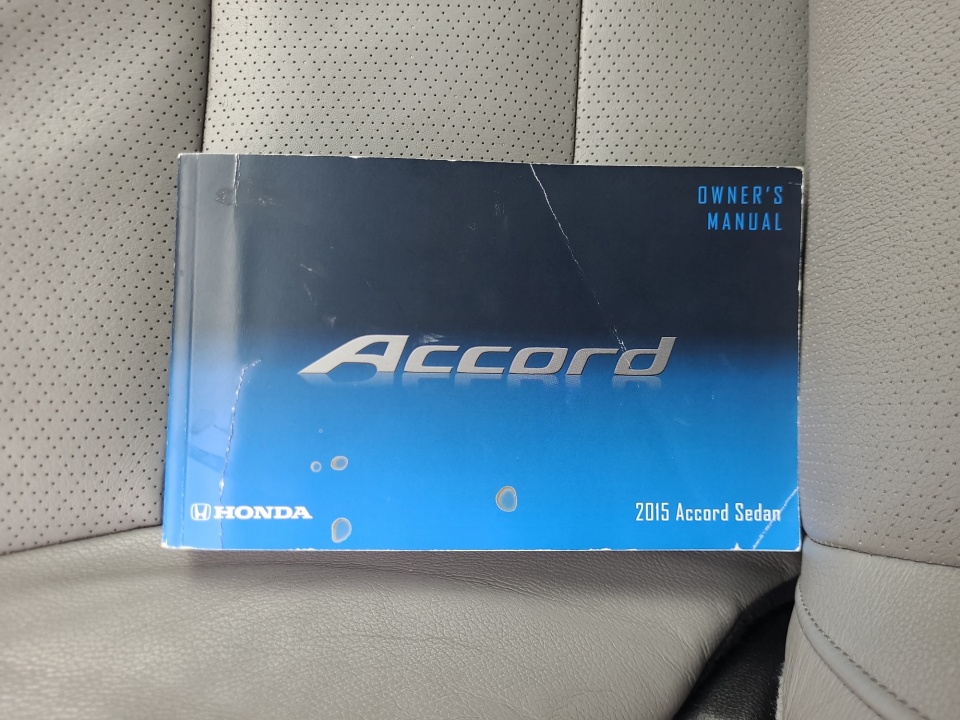 OWNER'S
MANUAL
Accord
HONDA
2015 Accord Sedan